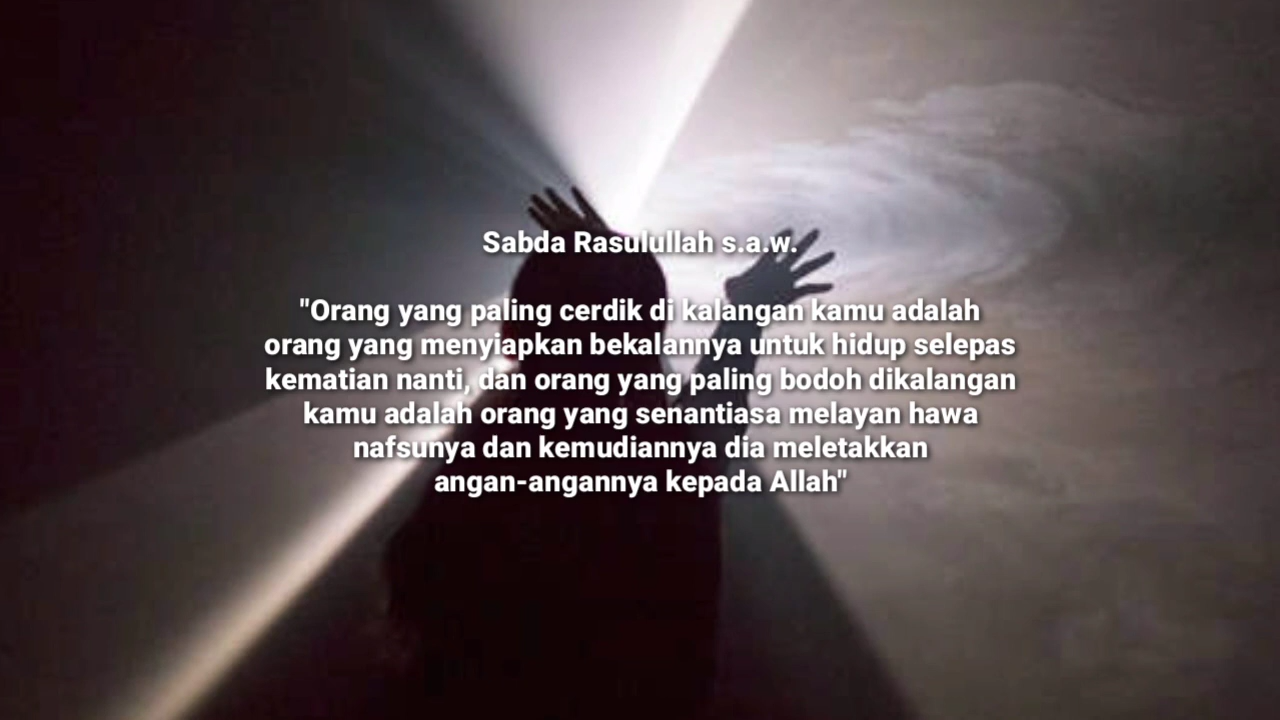 Sabda Rasulullah s.a.w.
"Orang yang paling cerdik di kalangan kamu adalah
orang yang menyiapkan bekalannya untuk hidup selepas
kematian nanti, dan orang yang paling bodoh dikalangan
kamu adalah orang yang senantiasa melayan hawa
nafsunya dan kemudiannya dia meletakkan
angan-angannya kepada Allah"